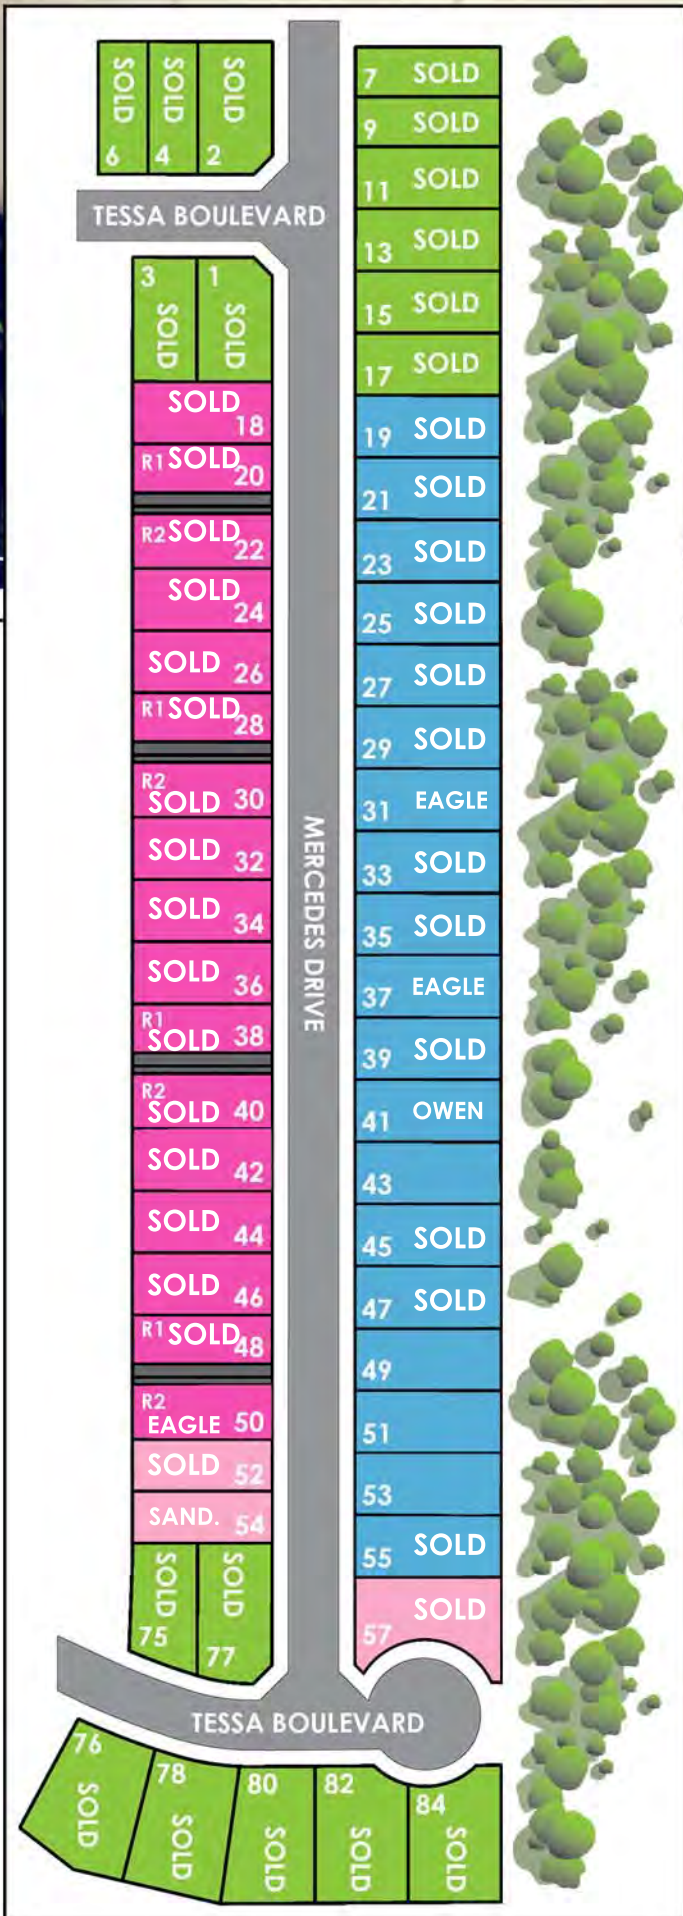 SOLD 6
SOLD 4
SOLD 2
TESSA BOULEVARD
3 SOLD
1 SOLD
SOLD 18
R1 SOLD 20
R2 SOLD 22
SOLD 24
SOLD 26
R1 SOLD 28
R2 SOLD 30
SOLD 32
SOLD 34
SOLD 36
R1 SOLD 38
R2 SOLD 40
SOLD 42
SOLD 44
SOLD 46
R1 SOLD 48
R2 EAGLE 50
SOLD 52
SAND. 54
SOLD 75
SOLD 77
MERCEDES DRIVE
7 SOLD
9 SOLD
11 SOLD
13 SOLD
15 SOLD
17 SOLD
19 SOLD
21 SOLD
23 SOLD
25 SOLD
27 SOLD
29 SOLD
31 EAGLE
33 SOLD
35 SOLD
37 EAGLE
39 SOLD
41 OWEN
43
45 SOLD
47 SOLD
49
51
53
55 SOLD
57 SOLD
TESSA BOULEVARD
76 SOLD
78 SOLD
80 SOLD
82 SOLD
84 SOLD